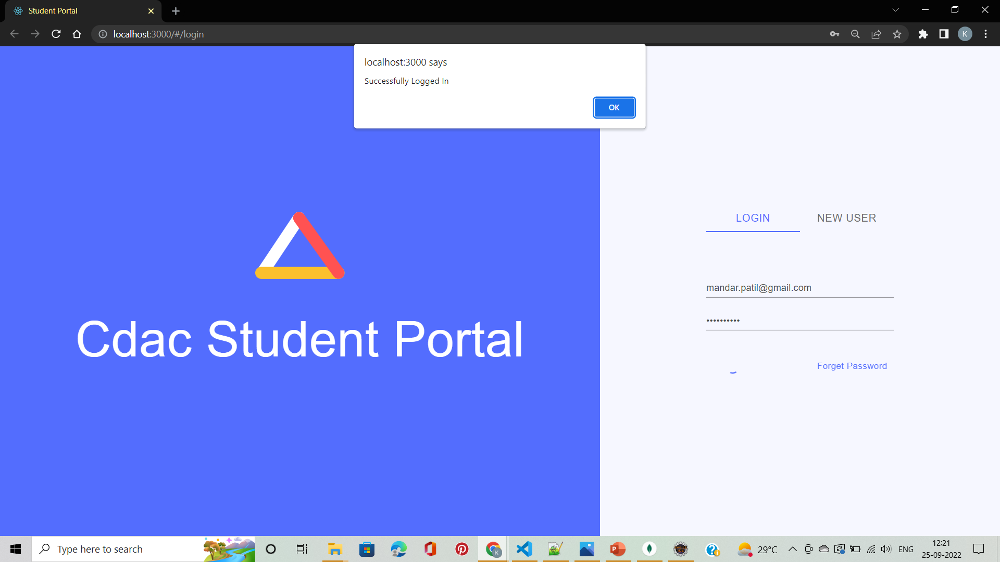 Student Portal
localhost:3000/#/login
K
localhost:3000 says
Successfully Logged In
OK
LOGIN
NEW USER
mandar.patil@gmail.com
••••••••••
Forget Password
Cdac Student Portal
Type here to search
29°C
ENG
12:21
25-09-2022